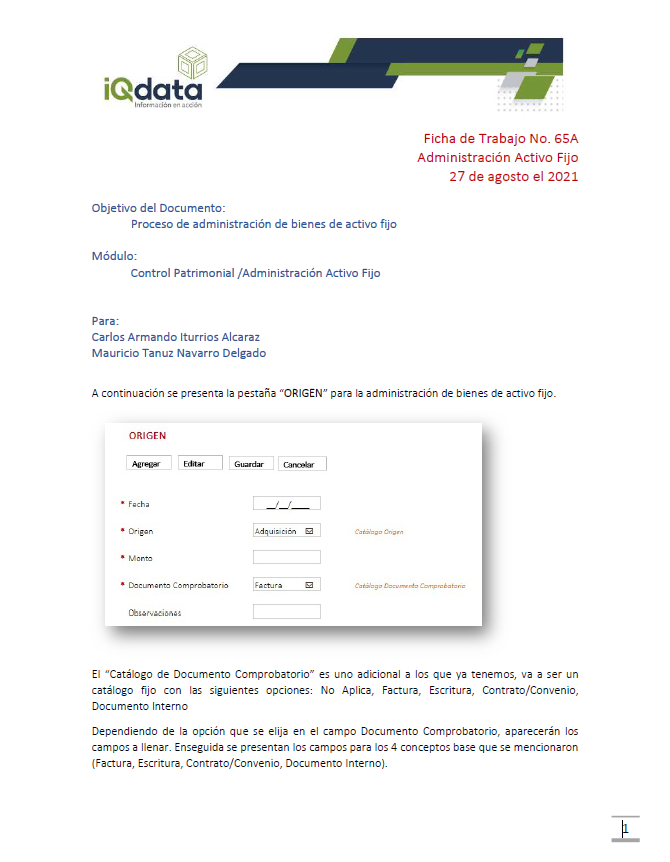 iQdata
Información en acción
Ficha de Trabajo No. 65A
Administración Activo Fijo
27 de agosto el 2021
Objetivo del Documento:
Proceso de administración de bienes de activo fijo
Módulo:
Control Patrimonial /Administración Activo Fijo
Para:
Carlos Armando Iturrios Alcaraz
Mauricio Tanuz Navarro Delgado
A continuación se presenta la pestaña “ORIGEN” para la administración de bienes de activo fijo.
ORIGEN
Agregar Editar Guardar Cancelar
* Fecha __/__/____
* Origen Adquisición Catálogo Origen
* Monto
* Documento Comprobatorio Factura Catálogo Documento Comprobatorio
Observaciones
El “Catálogo de Documento Comprobatorio” es uno adicional a los que ya tenemos, va a ser un
catálogo fijo con las siguientes opciones: No Aplica, Factura, Escritura, Contrato/Convenio,
Documento Interno
Dependiendo de la opción que se elija en el campo Documento Comprobatorio, aparecerán los
campos a llenar. Enseguida se presentan los campos para los 4 conceptos base que se mencionaron
(Factura, Escritura, Contrato/Convenio, Documento Interno).
1